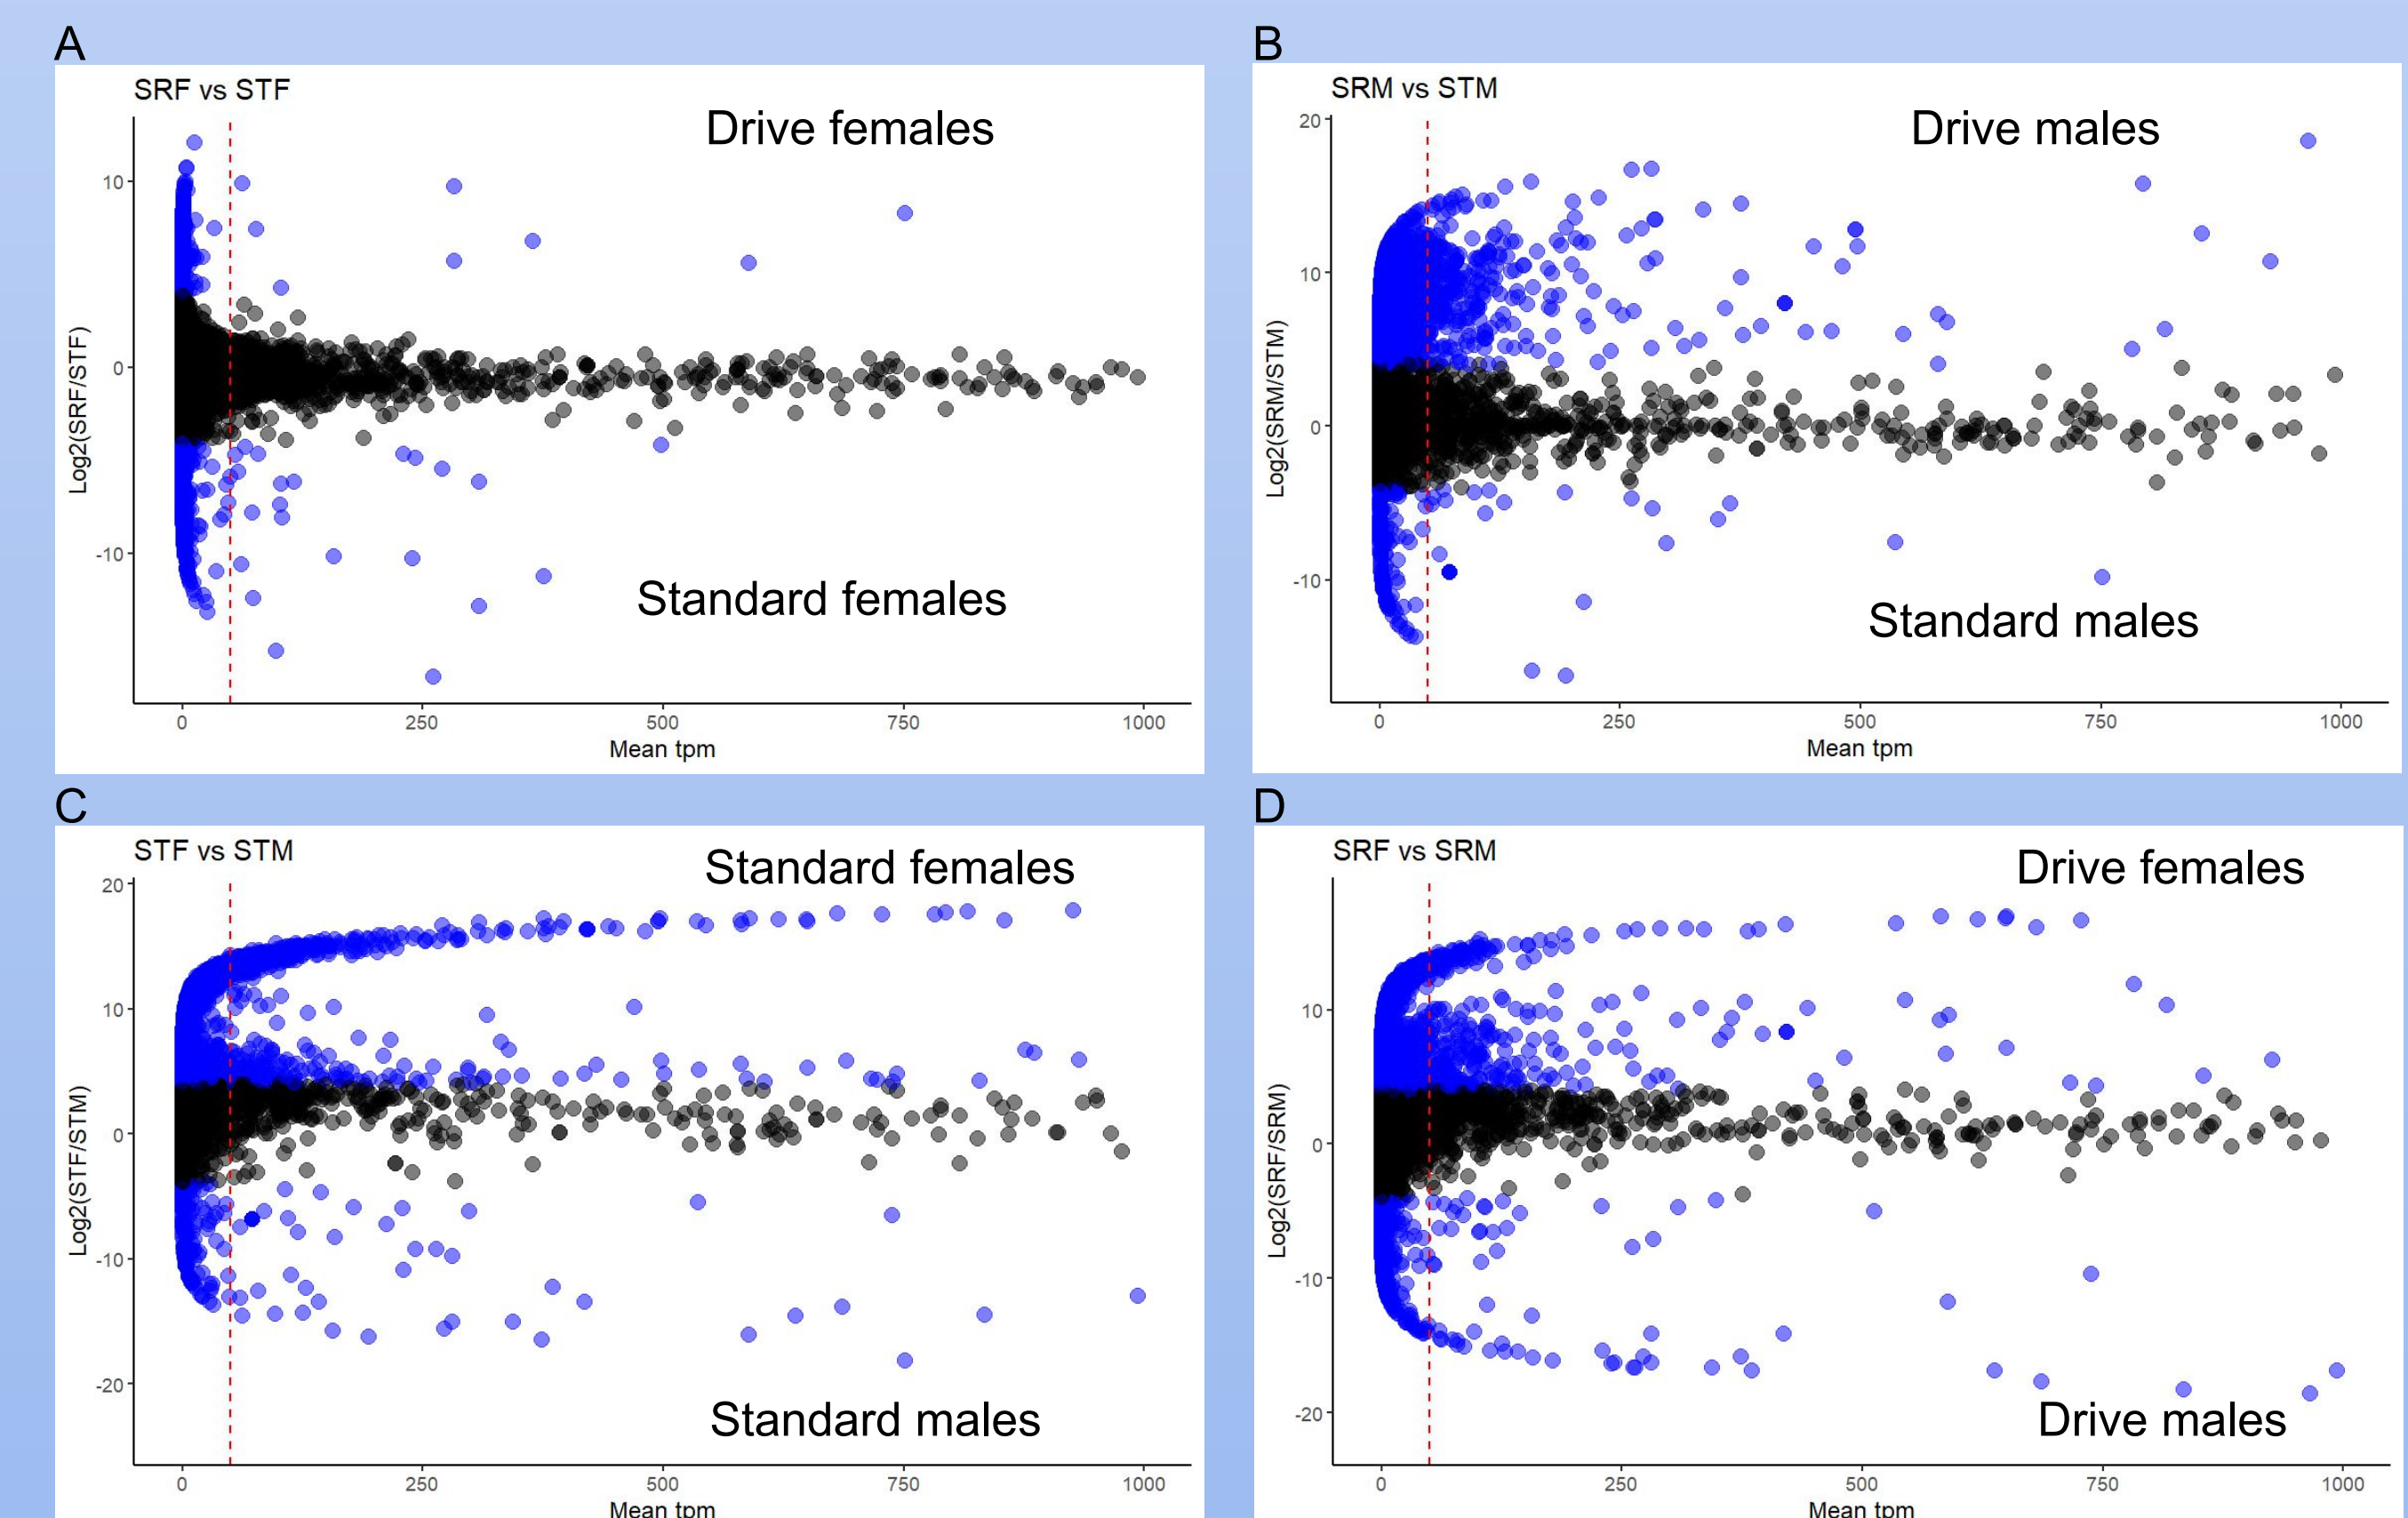 A
SRF vs STF
Drive females
10
0
-10
Log2(SRF/STF)
Standard females
0 250 500 750 1000
Mean tpm
B
SRM vs STM
Drive males
20
10
0
-10
Log2(SRM/STM)
Standard males
0 250 500 750 1000
Mean tpm
C
STF vs STM
Standard females
20
10
0
-10
-20
Log2(STF/STM)
Standard males
0 250 500 750 1000
Mean tpm
D
SRF vs SRM
Drive females
10
0
-10
-20
Log2(SRF/SRM)
Drive males
0 250 500 750 1000
Mean tpm